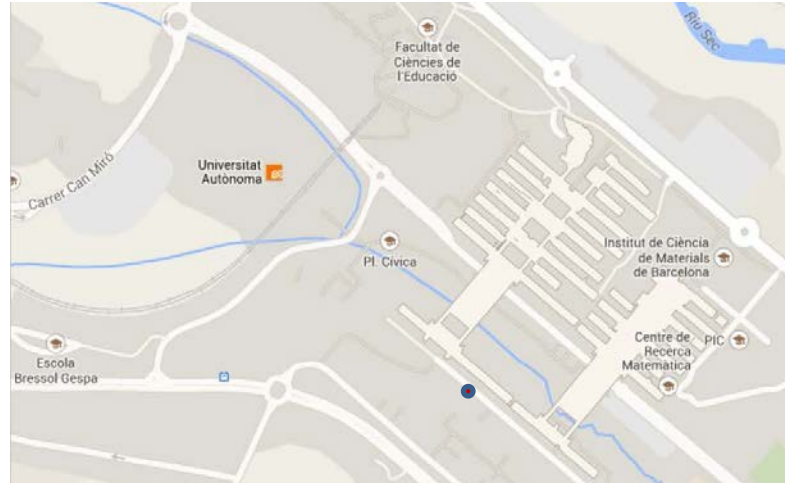 Riu Sec
Facultat de
Ciències de
l'Educació
Universitat
Autònoma
Carrer Can Miró
Pl. Cívica
Institut de Ciència
de Materials
de Barcelona
Centre de
Recerca
Matemàtica
PIC
Escola
Bressol Gespa